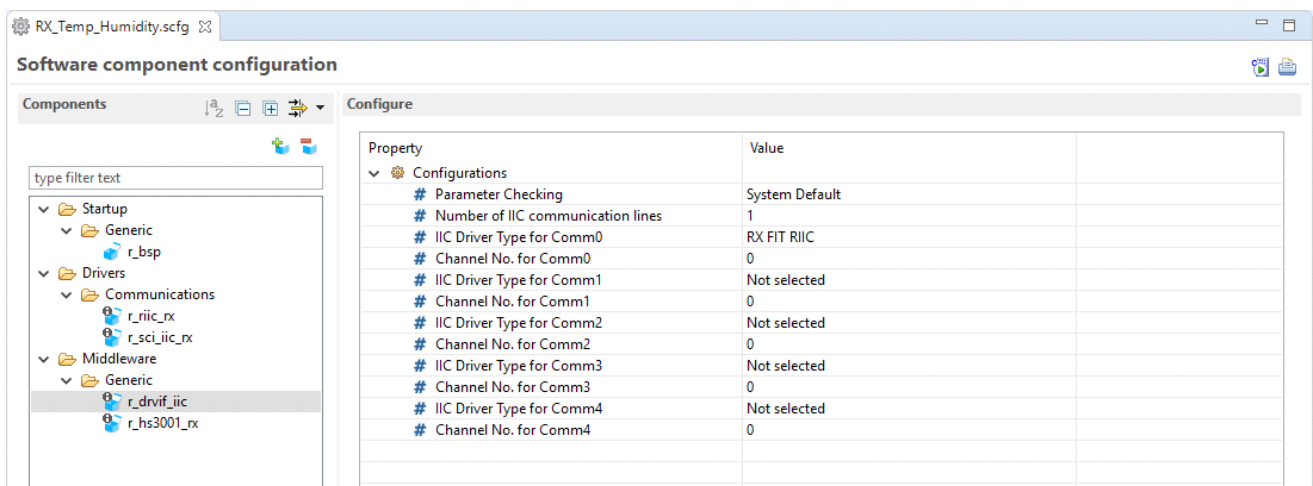 RX_Temp_Humidity.scfg
Software component configuration
Components
Configure
type filter text
Startup
Generic
r_bsp
Drivers
Communications
r_riic_rx
r_sci_iic_rx
Middleware
Generic
r_drvif_iic
r_hs3001_rx
Property Value
Configurations
# Parameter Checking System Default
# Number of IIC communication lines 1
# IIC Driver Type for Comm0 RX FIT RIIC
# Channel No. for Comm0 0
# IIC Driver Type for Comm1 Not selected
# Channel No. for Comm1 0
# IIC Driver Type for Comm2 Not selected
# Channel No. for Comm2 0
# IIC Driver Type for Comm3 Not selected
# Channel No. for Comm3 0
# IIC Driver Type for Comm4 Not selected
# Channel No. for Comm4 0